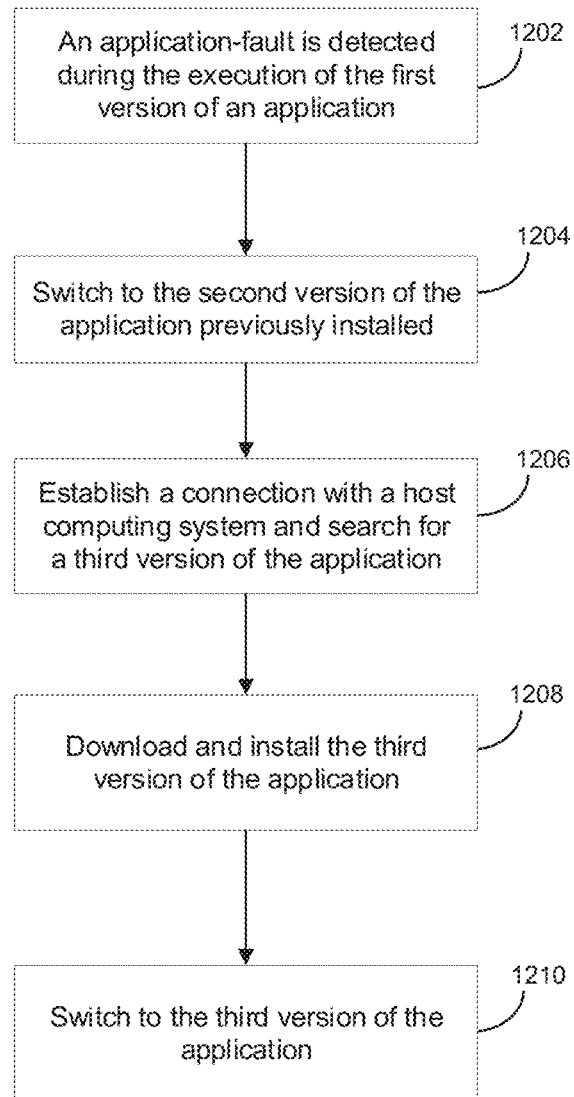 An application-fault is detected
during the execution of the first
version of an application
1202
Switch to the second version of the
application previously installed
1204
Establish a connection with a host
computing system and search for
a third version of the application
1206
Download and install the third
version of the application
1208
Switch to the third version of the
application
1210